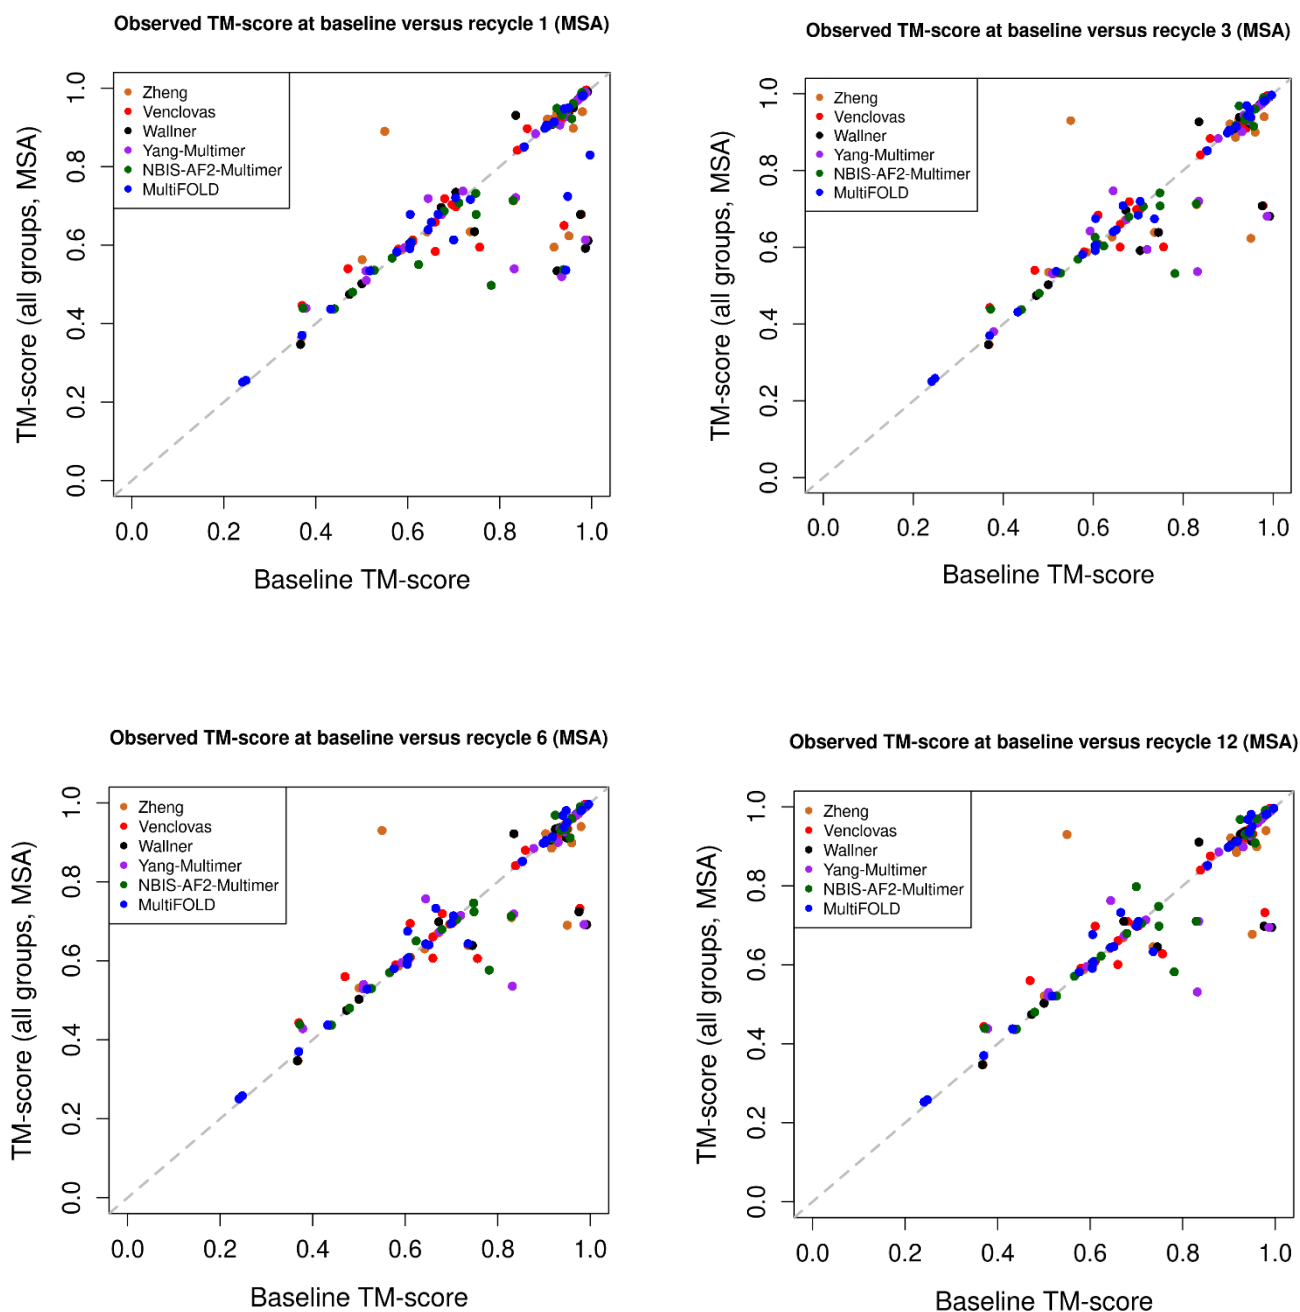 Observed TM-score at baseline versus recycle 1 (MSA)
TM-score (all groups, MSA)
1.0
0.8
0.6
0.4
0.2
0.0
Zheng
Venclovas
Wallner
Yang-Multimer
NBIS-AF2-Multimer
MultiFOLD
0.0 0.2 0.4 0.6 0.8 1.0
Baseline TM-score
Observed TM-score at baseline versus recycle 3 (MSA)
TM-score (all groups, MSA)
1.0
0.8
0.6
0.4
0.2
0.0
Zheng
Venclovas
Wallner
Yang-Multimer
NBIS-AF2-Multimer
MultiFOLD
0.0 0.2 0.4 0.6 0.8 1.0
Baseline TM-score
Observed TM-score at baseline versus recycle 6 (MSA)
TM-score (all groups, MSA)
1.0
0.8
0.6
0.4
0.2
0.0
Zheng
Venclovas
Wallner
Yang-Multimer
NBIS-AF2-Multimer
MultiFOLD
0.0 0.2 0.4 0.6 0.8 1.0
Baseline TM-score
Observed TM-score at baseline versus recycle 12 (MSA)
TM-score (all groups, MSA)
1.0
0.8
0.6
0.4
0.2
0.0
Zheng
Venclovas
Wallner
Yang-Multimer
NBIS-AF2-Multimer
MultiFOLD
0.0 0.2 0.4 0.6 0.8 1.0
Baseline TM-score